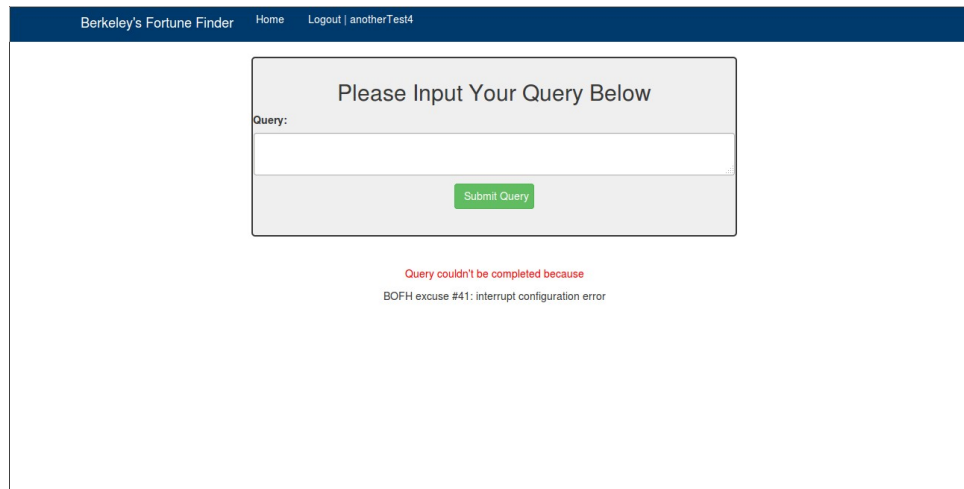 Berkeley's Fortune Finder Home Logout | anotherTest4
Please Input Your Query Below
Query:
Submit Query
Query couldn't be completed because
BOFH excuse #41: interrupt configuration error